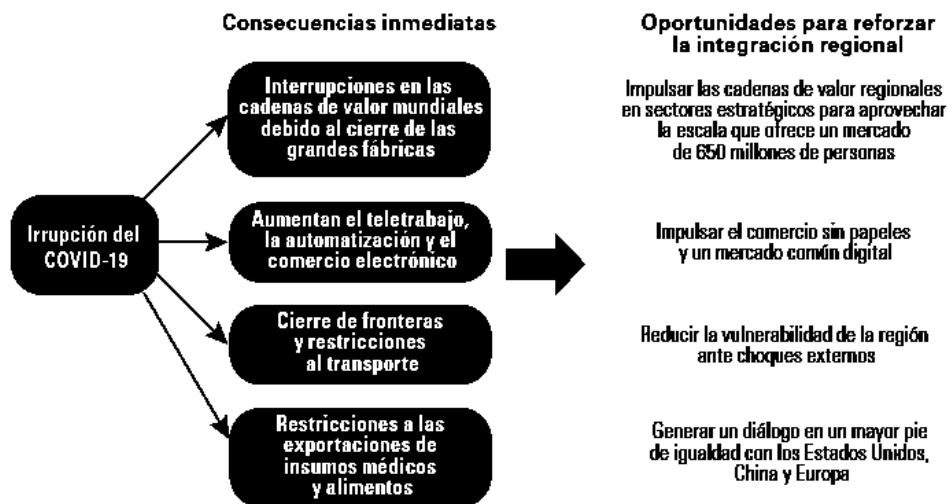 Consecuencias inmediatas
Oportunidades para reforzar
la integración regional
Irrupción del
COVID-19
Interrupciones en las
cadenas de valor mundiales
debido al cierre de las
grandes fábricas
Impulsar las cadenas de valor regionales
en sectores estratégicos para aprovechar
la escala que ofrece un mercado
de 650 millones de personas
Aumentan el teletrabajo,
la automatización y el
comercio electrónico
Impulsar el comercio sin papeles
y un mercado común digital
Cierre de fronteras
y restricciones
al transporte
Reducir la vulnerabilidad de la región
ante choques externos
Restricciones a las
exportaciones de
insumos médicos
y alimentos
Generar un diálogo en un mayor pie
de igualdad con los Estados Unidos,
China y Europa